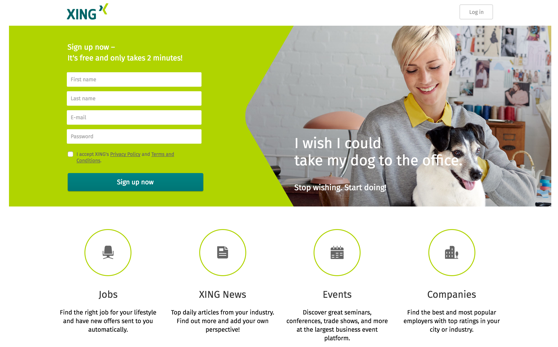 XING
Log in
Sign up now –
It's free and only takes 2 minutes!
First name
Last name
E-mail
Password
I accept XING's Privacy Policy and Terms and
Conditions.
Sign up now
I wish I could
take my dog to the office.
Stop wishing. Start doing!
Jobs
Find the right job for your lifestyle
and have new offers sent to you
automatically.
XING News
Top daily articles from your industry.
Find out more and add your own
perspective!
Events
Discover great seminars,
conferences, trade shows, and more
at the largest business event
platform.
Companies
Find the best and most popular
employers with top ratings in your
city or industry.